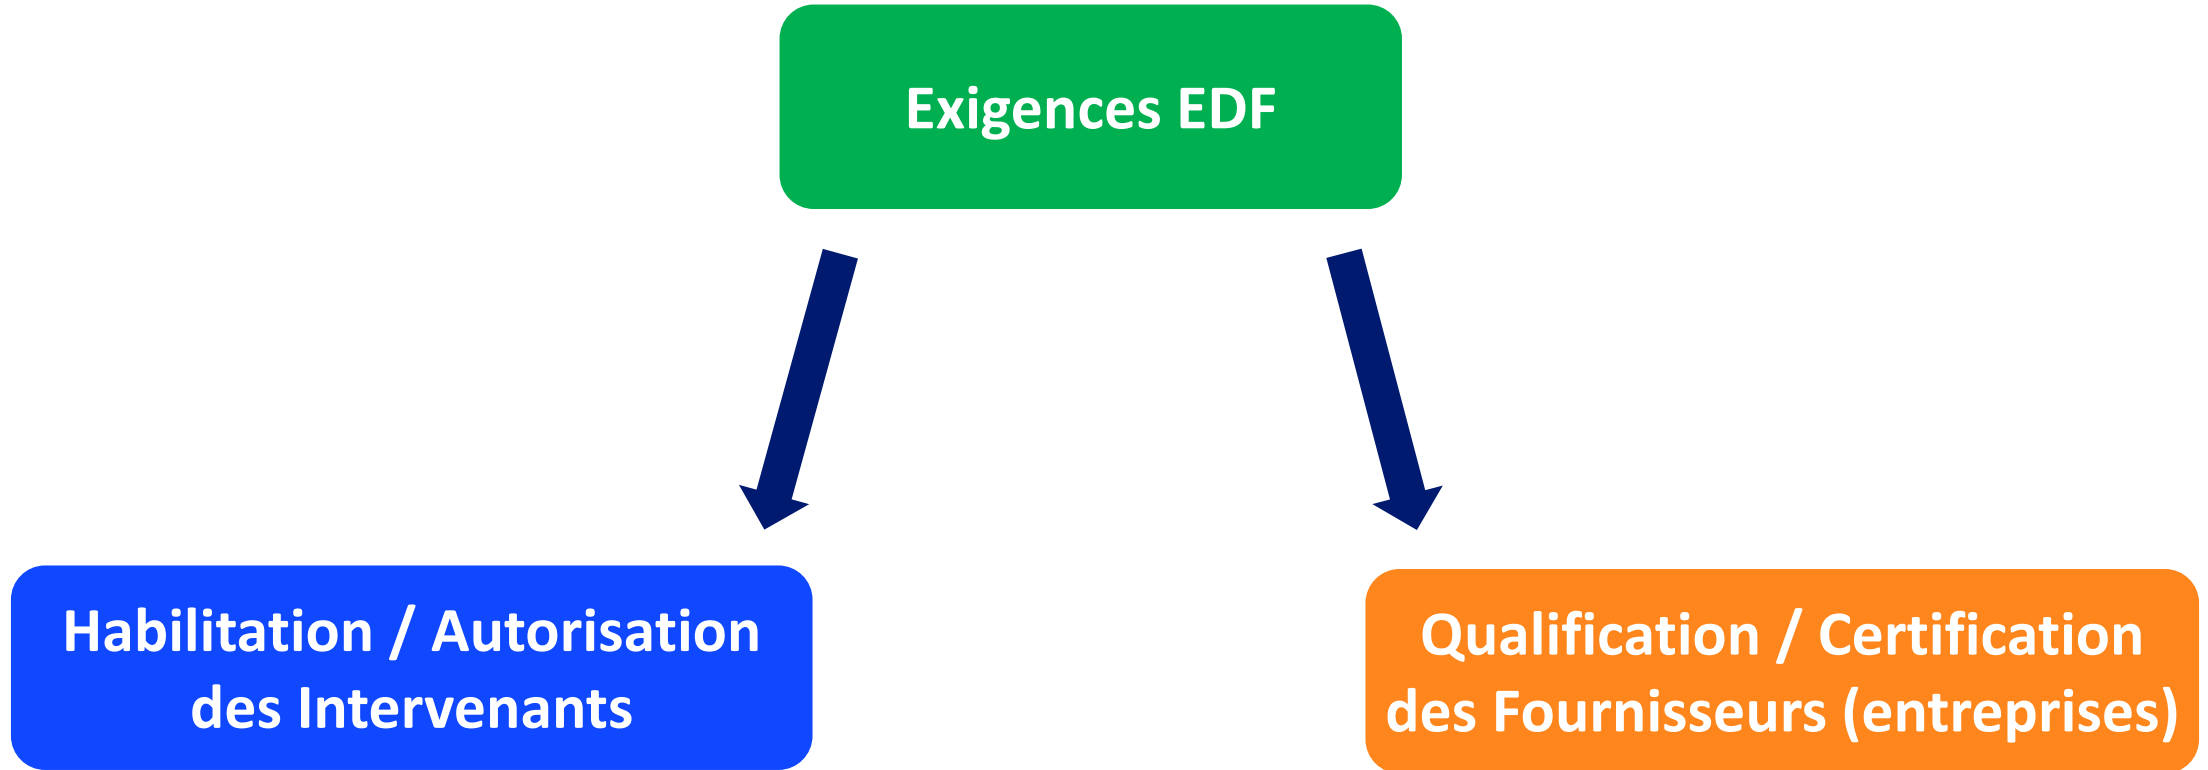 Exigences EDF
Habilitation / Autorisation
des Intervenants
Qualification / Certification
des Fournisseurs (entreprises)